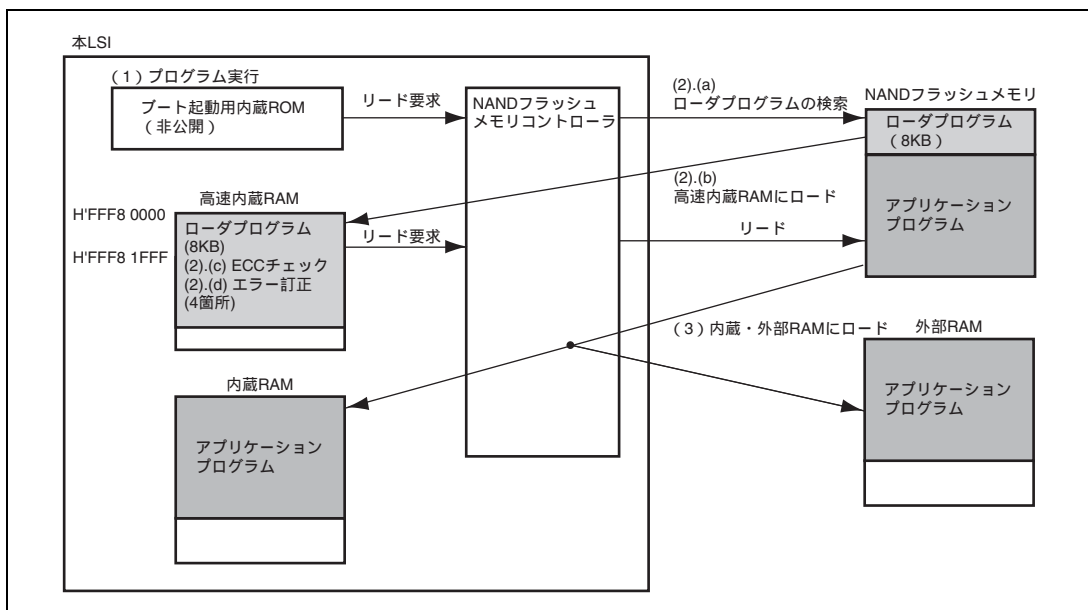 本LSI
（1）プログラム実行
ブート起動用内蔵ROM
（非公開）
リード要求
NANDフラッシュ
メモリコントローラ
(2).(a)
ローダプログラムの検索
NANDフラッシュメモリ
ローダプログラム
（8KB）
アプリケーション
プログラム
(2).(b)
高速内蔵RAMにロード
リード
高速内蔵RAM
H'FFF8 0000
H'FFF8 1FFF
ローダプログラム
(8KB)
(2).(c) ECCチェック
(2).(d) エラー訂正
(4箇所)
リード要求
（3）内蔵・外部RAMにロード
外部RAM
アプリケーション
プログラム
内蔵RAM
アプリケーション
プログラム